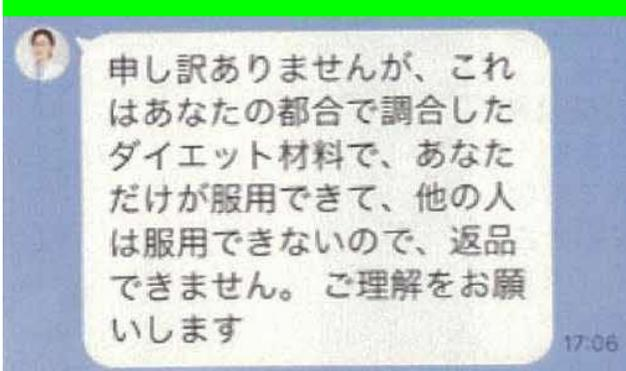 申し訳ありませんが、これ
はあなたの都合で調合した
ダイエット材料で、あなた
だけが服用できて、他の人
は服用できないので、返品
できません。 ご理解をお願
いします
17:06